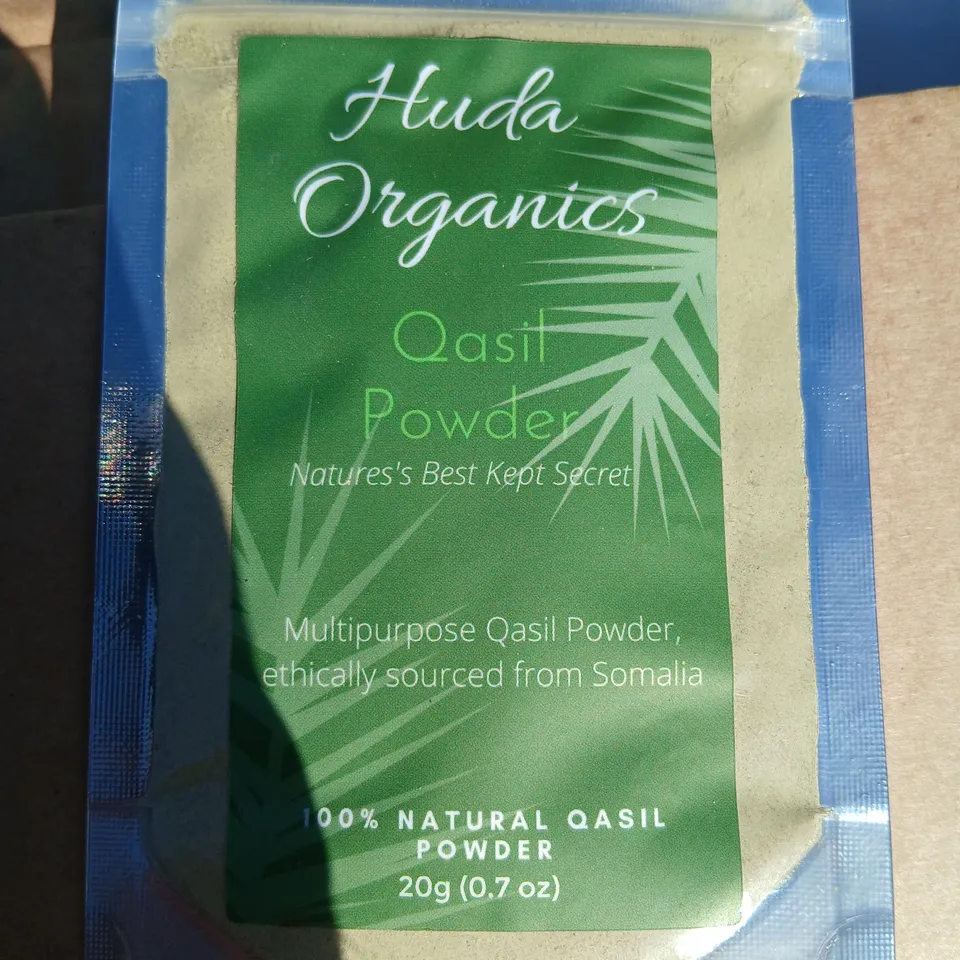 Huda
Organics
Qasil
Powder
Natures's Best Kept Secret
Multipurpose Qasil Powder,
ethically sourced from Somalia
100% NATURAL QASIL
POWDER
20g (0.7 oz)